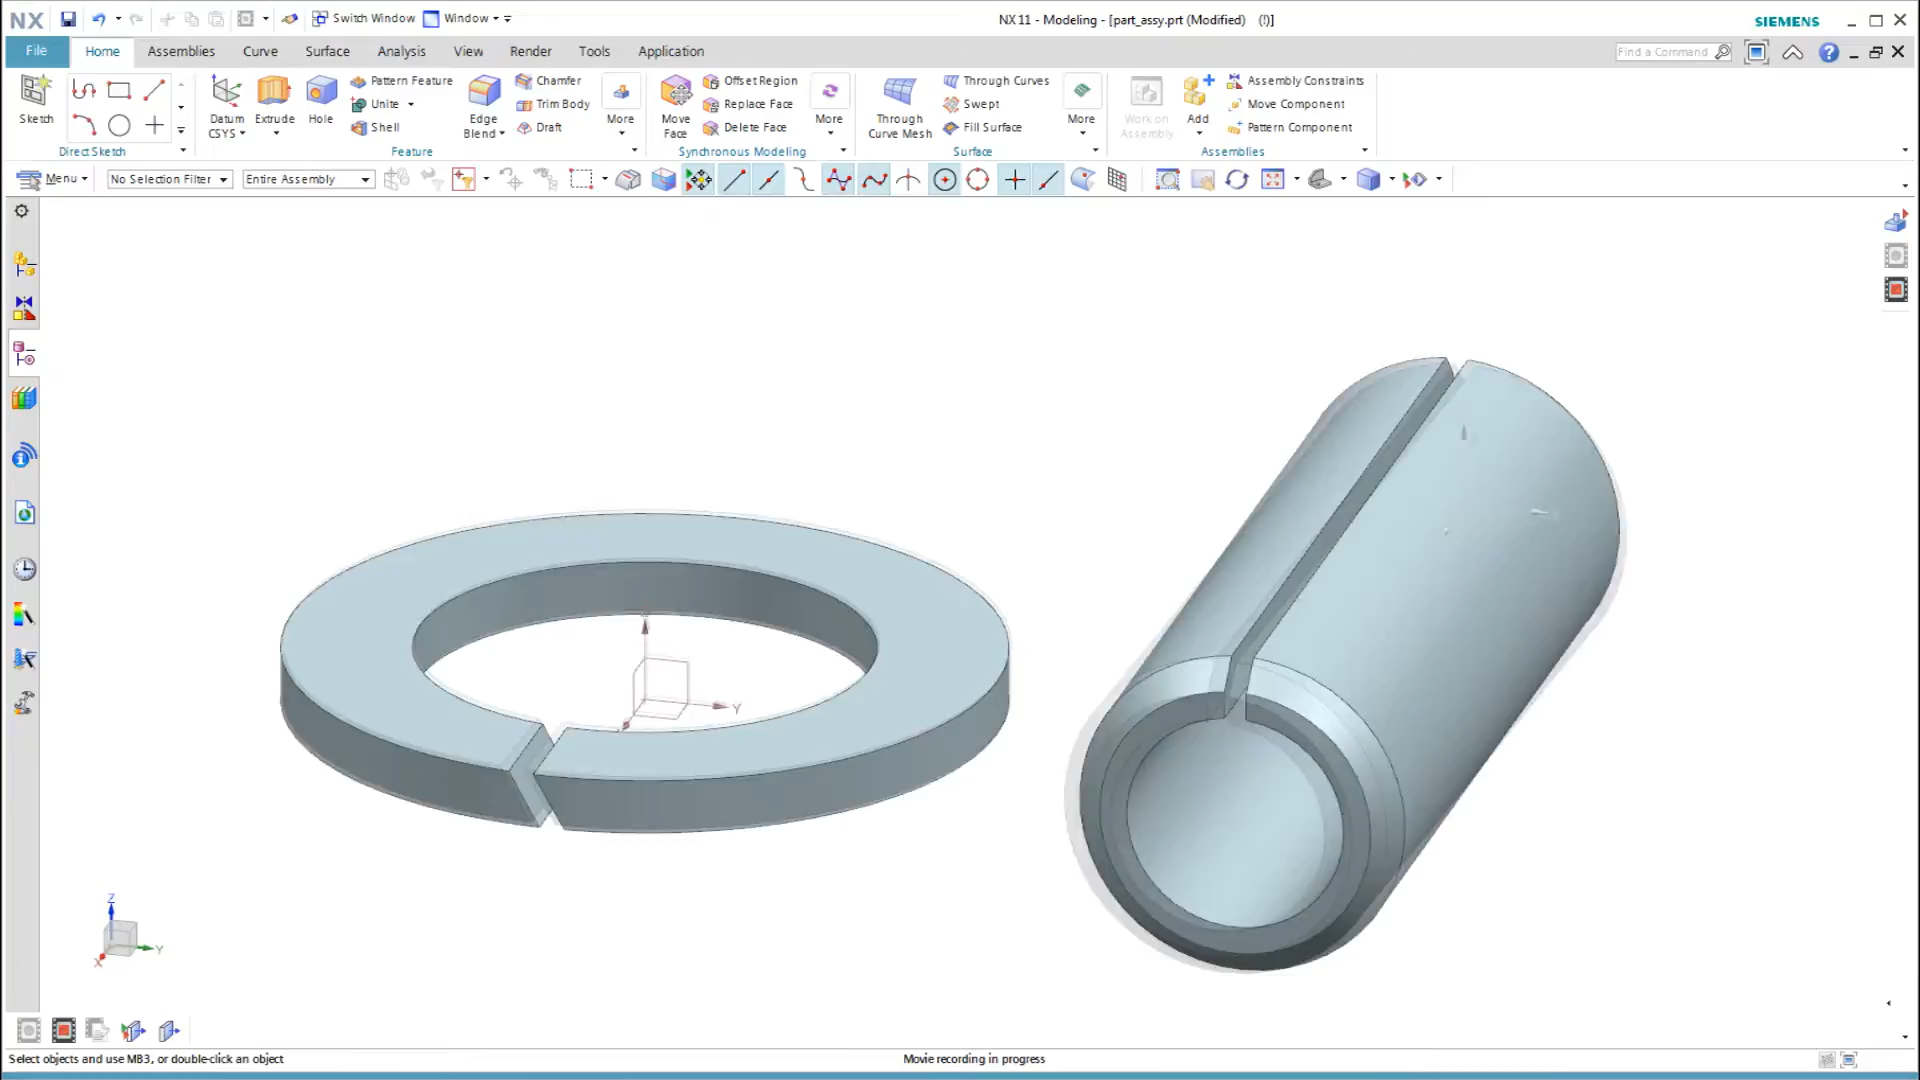 NX Switch Window Window NX 11 - Modeling - [part_assy.prt (Modified) (!)] SIEMENS
File Home Assemblies Curve Surface Analysis View Render Tools Application Find a Command
Sketch
Direct Sketch
Datum CSYS
Extrude
Hole
Pattern Feature
Unite
Shell
Edge Blend
Chamfer
Trim Body
Draft
More
Feature
Move Face
Offset Region
Replace Face
Delete Face
More
Synchronous Modeling
Through Curve Mesh
Through Curves
Swept
Fill Surface
More
Surface
Work on Assembly
Add
Assembly Constraints
Move Component
Pattern Component
Assemblies
Menu No Selection Filter Entire Assembly
Y
Z
Y
X
Select objects and use MB3, or double-click an object Movie recording in progress